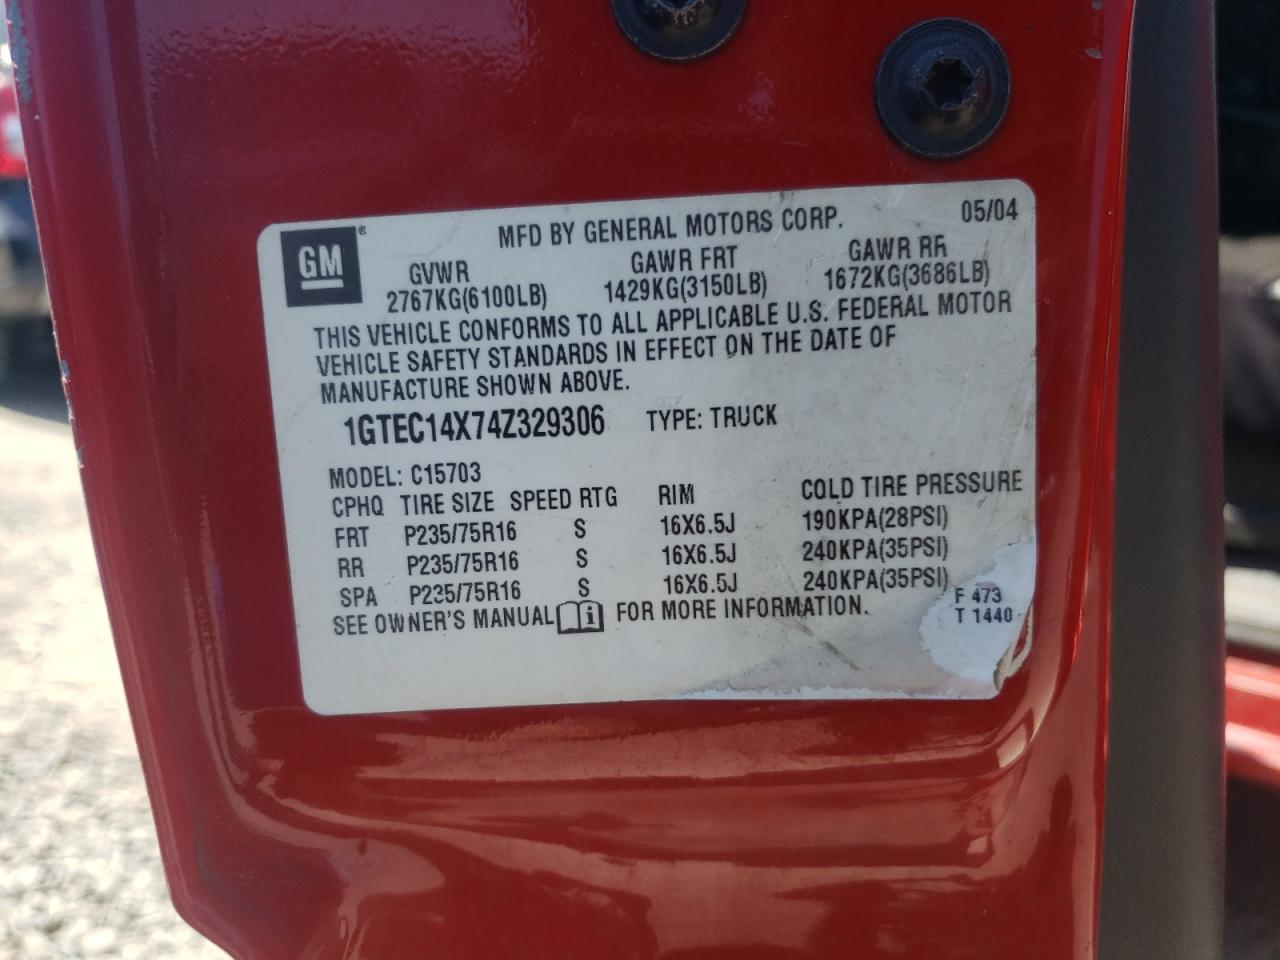 MFD BY GENERAL MOTORS CORP. 05/04
GM®
GVWR GAWR FRT GAWR RR
2767KG(6100LB) 1429KG(3150LB) 1672KG(3686LB)
THIS VEHICLE CONFORMS TO ALL APPLICABLE U.S. FEDERAL MOTOR
VEHICLE SAFETY STANDARDS IN EFFECT ON THE DATE OF
MANUFACTURE SHOWN ABOVE.
1GTEC14X74Z329306 TYPE: TRUCK
MODEL: C15703
CPHQ TIRE SIZE SPEED RTG RIM COLD TIRE PRESSURE
FRT P235/75R16 S 16X6.5J 190KPA(28PSI)
RR P235/75R16 S 16X6.5J 240KPA(35PSI)
SPA P235/75R16 S 16X6.5J 240KPA(35PSI)
SEE OWNER'S MANUAL i FOR MORE INFORMATION.
F 473
T 1440